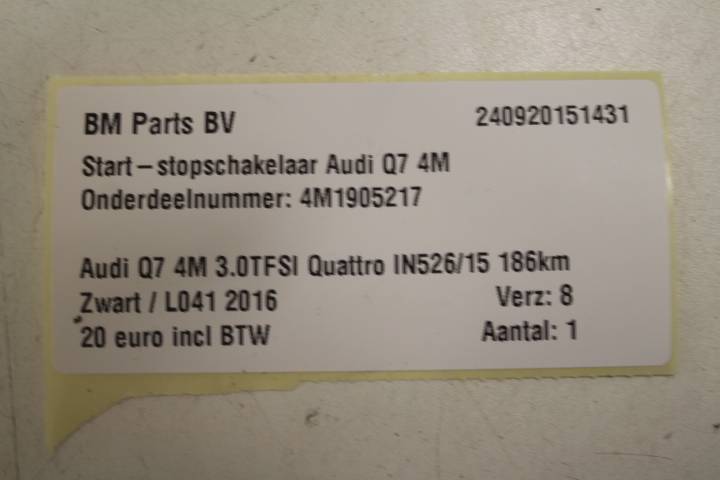 BM Parts BV 240920151431
Start – stopschakelaar Audi Q7 4M
Onderdeelnummer: 4M1905217
Audi Q7 4M 3.0TFSI Quattro IN526/15 186km
Zwart / L041 2016 Verz: 8
20 euro incl BTW Aantal: 1